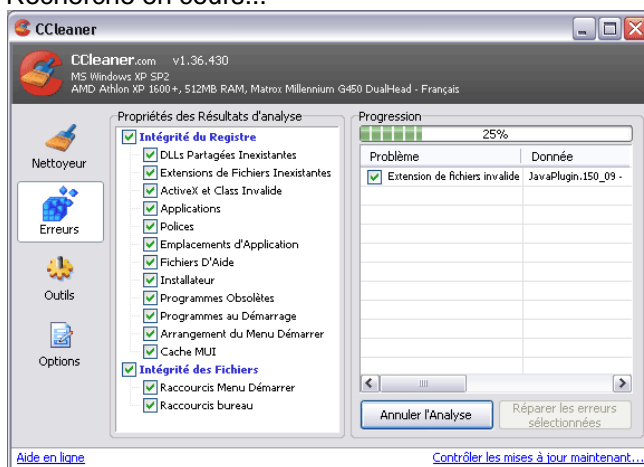 Recherche en cours...
CCleaner
CCleaner.com v1.36.430
MS Windows XP SP2
AMD Athlon XP 1600+, 512MB RAM, Matrox Millennium G450 DualHead - Français
Nettoyeur
Erreurs
Outils
Options
Propriétés des Résultats d'analyse
Intégrité du Registre
DLLs Partagées Inexistantes
Extensions de Fichiers Inexistantes
ActiveX et Class Invalide
Applications
Polices
Emplacements d'Application
Fichiers D'Aide
Installateur
Programmes Obsolètes
Programmes au Démarrage
Arrangement du Menu Démarrer
Cache MUI
Intégrité des Fichiers
Raccourcis Menu Démarrer
Raccourcis bureau
Progression
25%
Problème Donnée
Extension de fichiers invalide JavaPlugin.150_09 -
Annuler l'Analyse
Réparer les erreurs
sélectionnées
Aide en ligne
Contrôler les mises à jour maintenant...